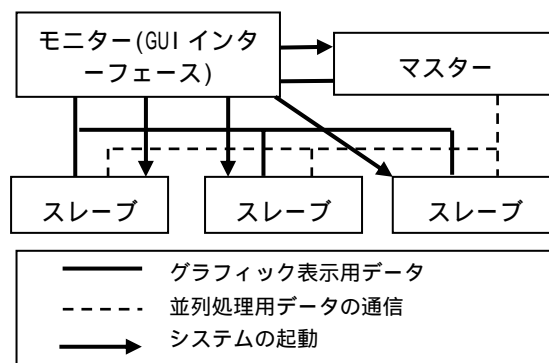 モニター(GUI インタ
ーフェース)
マスター
スレーブ
スレーブ
スレーブ
グラフィック表示用データ
並列処理用データの通信
システムの起動